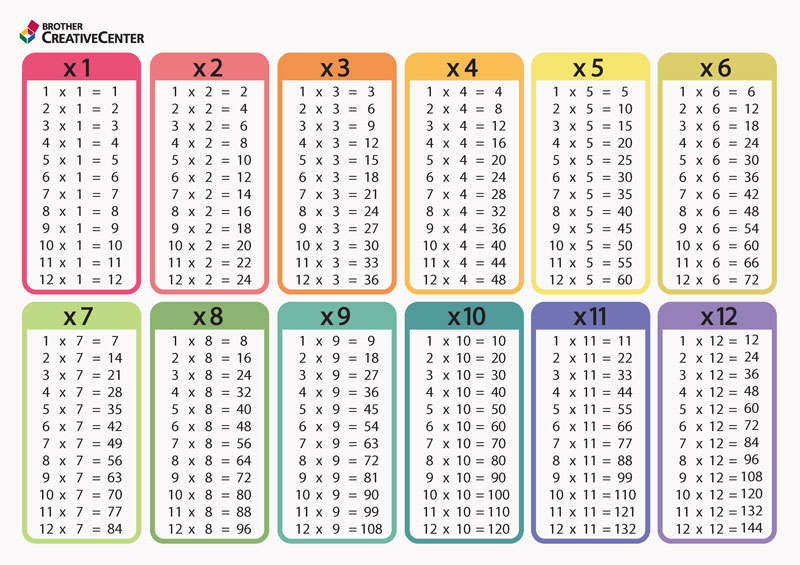 BROTHER
CREATIVECENTER
x 1
1 x 1 = 1
2 x 1 = 2
3 x 1 = 3
4 x 1 = 4
5 x 1 = 5
6 x 1 = 6
7 x 1 = 7
8 x 1 = 8
9 x 1 = 9
10 x 1 = 10
11 x 1 = 11
12 x 1 = 12
x 2
1 x 2 = 2
2 x 2 = 4
3 x 2 = 6
4 x 2 = 8
5 x 2 = 10
6 x 2 = 12
7 x 2 = 14
8 x 2 = 16
9 x 2 = 18
10 x 2 = 20
11 x 2 = 22
12 x 2 = 24
x 3
1 x 3 = 3
2 x 3 = 6
3 x 3 = 9
4 x 3 = 12
5 x 3 = 15
6 x 3 = 18
7 x 3 = 21
8 x 3 = 24
9 x 3 = 27
10 x 3 = 30
11 x 3 = 33
12 x 3 = 36
x 4
1 x 4 = 4
2 x 4 = 8
3 x 4 = 12
4 x 4 = 16
5 x 4 = 20
6 x 4 = 24
7 x 4 = 28
8 x 4 = 32
9 x 4 = 36
10 x 4 = 40
11 x 4 = 44
12 x 4 = 48
x 5
1 x 5 = 5
2 x 5 = 10
3 x 5 = 15
4 x 5 = 20
5 x 5 = 25
6 x 5 = 30
7 x 5 = 35
8 x 5 = 40
9 x 5 = 45
10 x 5 = 50
11 x 5 = 55
12 x 5 = 60
x 6
1 x 6 = 6
2 x 6 = 12
3 x 6 = 18
4 x 6 = 24
5 x 6 = 30
6 x 6 = 36
7 x 6 = 42
8 x 6 = 48
9 x 6 = 54
10 x 6 = 60
11 x 6 = 66
12 x 6 = 72
x 7
1 x 7 = 7
2 x 7 = 14
3 x 7 = 21
4 x 7 = 28
5 x 7 = 35
6 x 7 = 42
7 x 7 = 49
8 x 7 = 56
9 x 7 = 63
10 x 7 = 70
11 x 7 = 77
12 x 7 = 84
x 8
1 x 8 = 8
2 x 8 = 16
3 x 8 = 24
4 x 8 = 32
5 x 8 = 40
6 x 8 = 48
7 x 8 = 56
8 x 8 = 64
9 x 8 = 72
10 x 8 = 80
11 x 8 = 88
12 x 8 = 96
x 9
1 x 9 = 9
2 x 9 = 18
3 x 9 = 27
4 x 9 = 36
5 x 9 = 45
6 x 9 = 54
7 x 9 = 63
8 x 9 = 72
9 x 9 = 81
10 x 9 = 90
11 x 9 = 99
12 x 9 = 108
x 10
1 x 10 = 10
2 x 10 = 20
3 x 10 = 30
4 x 10 = 40
5 x 10 = 50
6 x 10 = 60
7 x 10 = 70
8 x 10 = 80
9 x 10 = 90
10 x 10 = 100
11 x 10 = 110
12 x 10 = 120
x 11
1 x 11 = 11
2 x 11 = 22
3 x 11 = 33
4 x 11 = 44
5 x 11 = 55
6 x 11 = 66
7 x 11 = 77
8 x 11 = 88
9 x 11 = 99
10 x 11 = 110
11 x 11 = 121
12 x 11 = 132
x 12
1 x 12 = 12
2 x 12 = 24
3 x 12 = 36
4 x 12 = 48
5 x 12 = 60
6 x 12 = 72
7 x 12 = 84
8 x 12 = 96
9 x 12 = 108
10 x 12 = 120
11 x 12 = 132
12 x 12 = 144